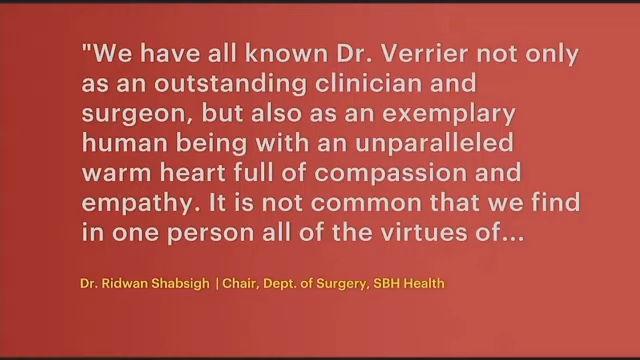 "We have all known Dr. Verrier not only
as an outstanding clinician and
surgeon, but also as an exemplary
human being with an unparalleled
warm heart full of compassion and
empathy. It is not common that we find
in one person all of the virtues of...
Dr. Ridwan Shabsigh | Chair, Dept. of Surgery, SBH Health